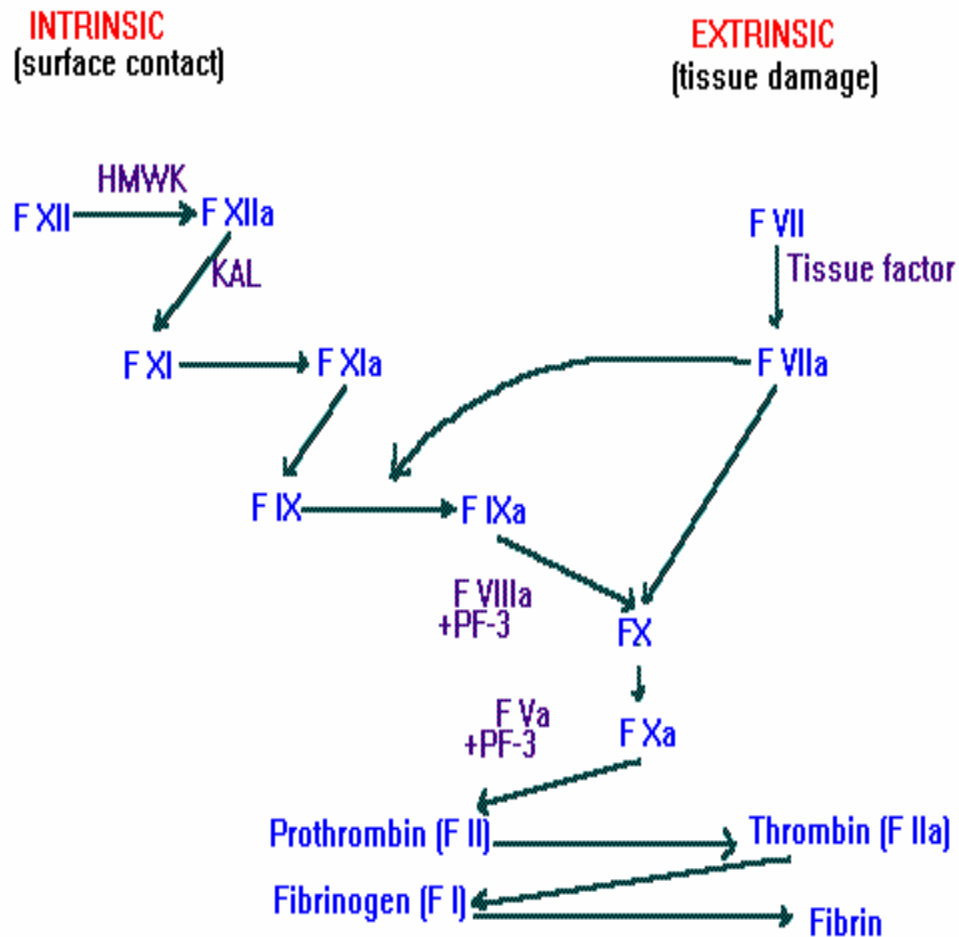 INTRINSIC
(surface contact)
EXTRINSIC
(tissue damage)
HMWK
F XII
F XIIa
KAL
F VII
Tissue factor
F XI
F XIa
F VIIa
F IX
F IXa
F VIIIa
+PF-3
FX
F Va
+PF-3
F Xa
Prothrombin (F II)
Thrombin (F IIa)
Fibrinogen (F I)
Fibrin